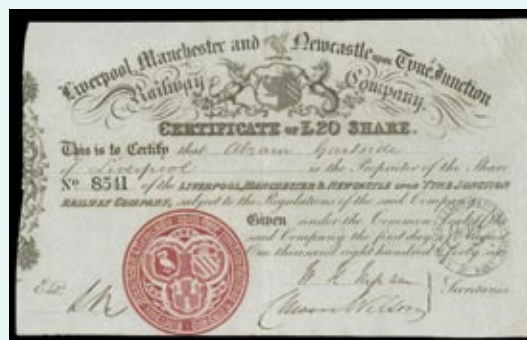 Liverpool, Manchester and Newcastle upon Tyne Junction
Railway Company.
CERTIFICATE OF £20 SHARE.
This is to Certify that Abram Gartside
of Liverpool is the Proprietor of the Share
No 8511 of the LIVERPOOL, MANCHESTER & NEWCASTLE UPON TYNE JUNCTION
RAILWAY COMPANY, subject to the Regulations of the said Company
Given under the Common Seal of the
said Company the first day of
One thousand eight hundred & forty six
Entd.
Wilson
Secretaries